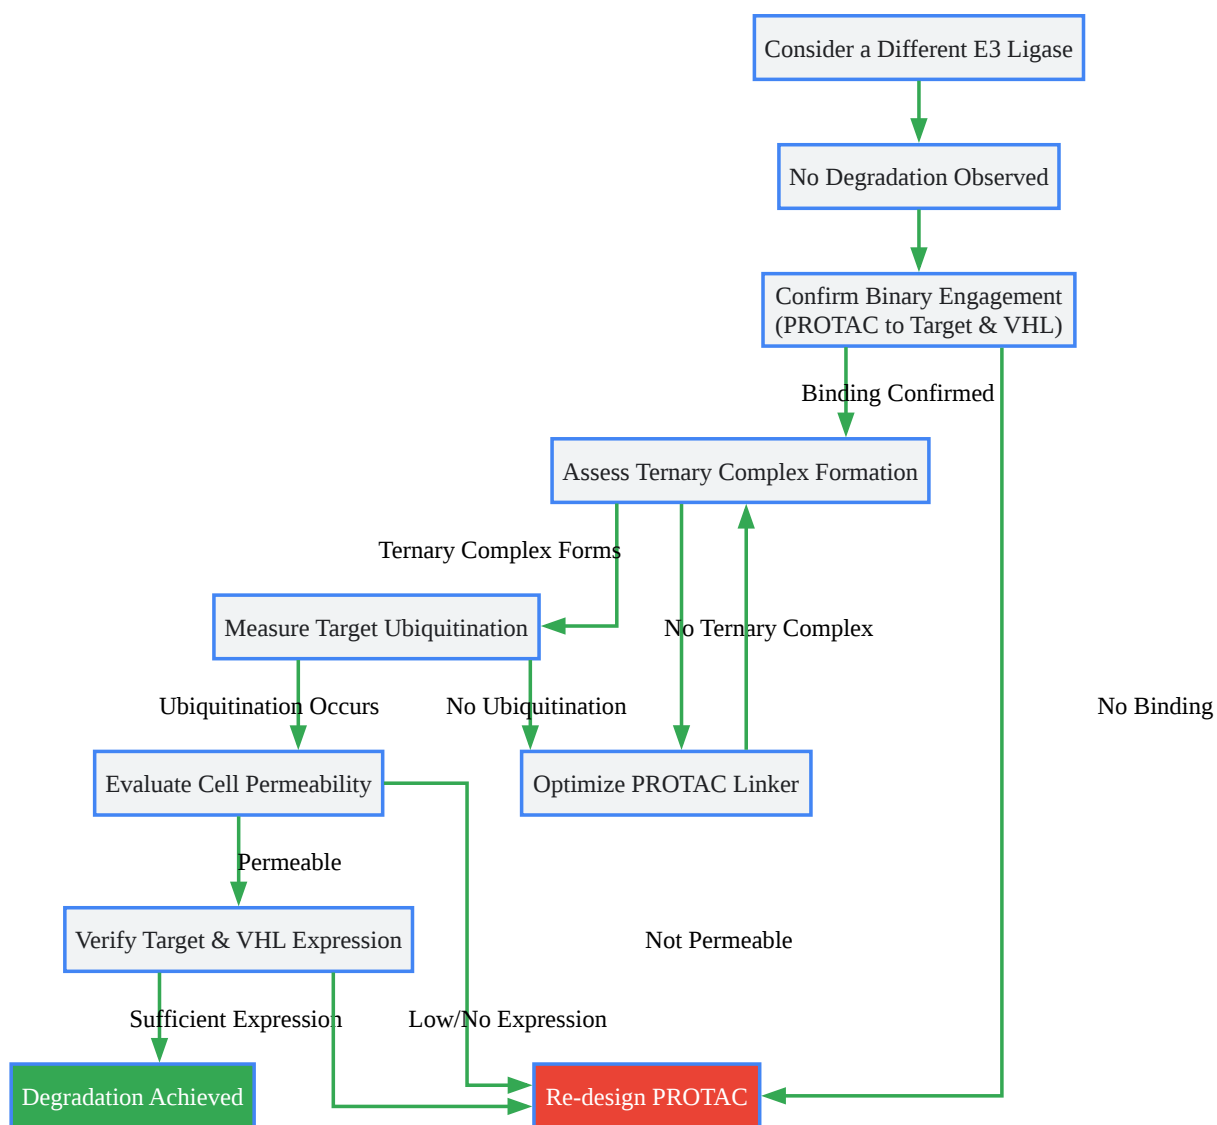 Consider a Different E3 Ligase
No Degradation Observed
Confirm Binary Engagement
(PROTAC to Target & VHL)
Binding Confirmed
Assess Ternary Complex Formation
Ternary Complex Forms
Measure Target Ubiquitination
No Ternary Complex
Ubiquitination Occurs
No Ubiquitination
No Binding
Evaluate Cell Permeability
Optimize PROTAC Linker
Permeable
Verify Target & VHL Expression
Not Permeable
Sufficient Expression
Low/No Expression
Degradation Achieved
Re-design PROTAC